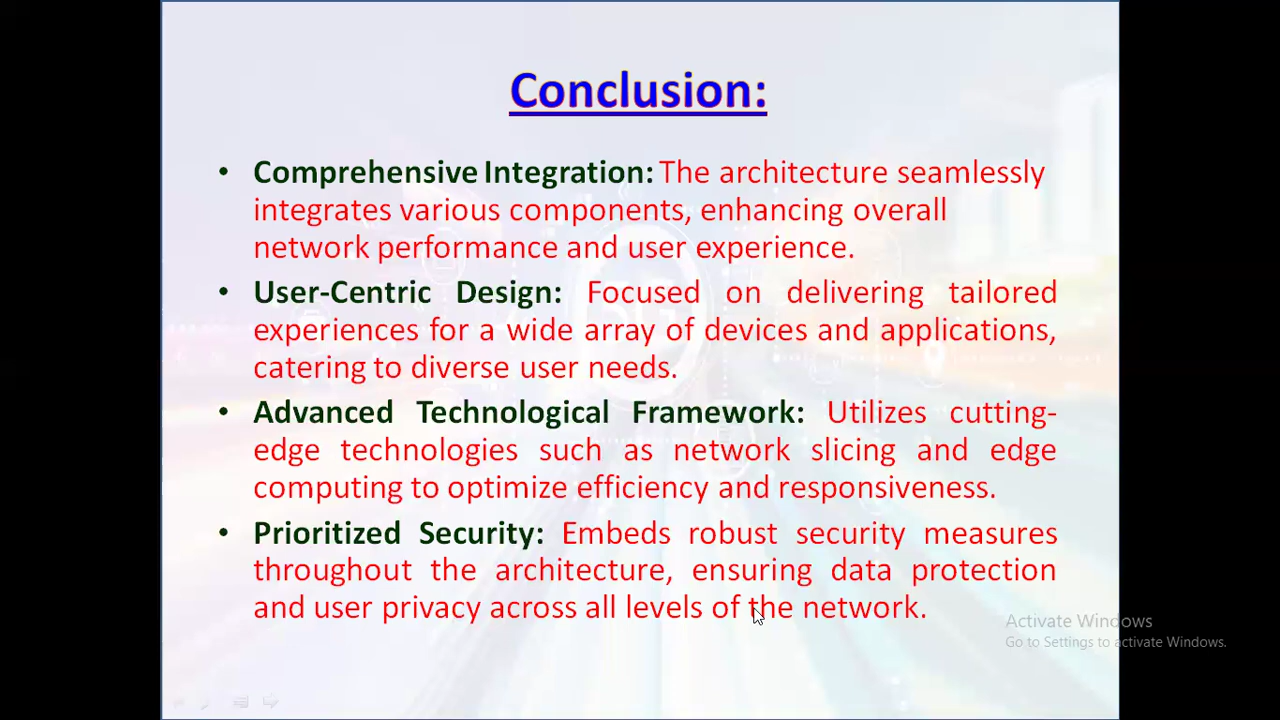 Conclusion:
• Comprehensive Integration: The architecture seamlessly
integrates various components, enhancing overall
network performance and user experience.
• User-Centric Design: Focused on delivering tailored
experiences for a wide array of devices and applications,
catering to diverse user needs.
• Advanced Technological Framework: Utilizes cutting-
edge technologies such as network slicing and edge
computing to optimize efficiency and responsiveness.
• Prioritized Security: Embeds robust security measures
throughout the architecture, ensuring data protection
and user privacy across all levels of the network.
Activate Windows
Go to Settings to activate Windows.